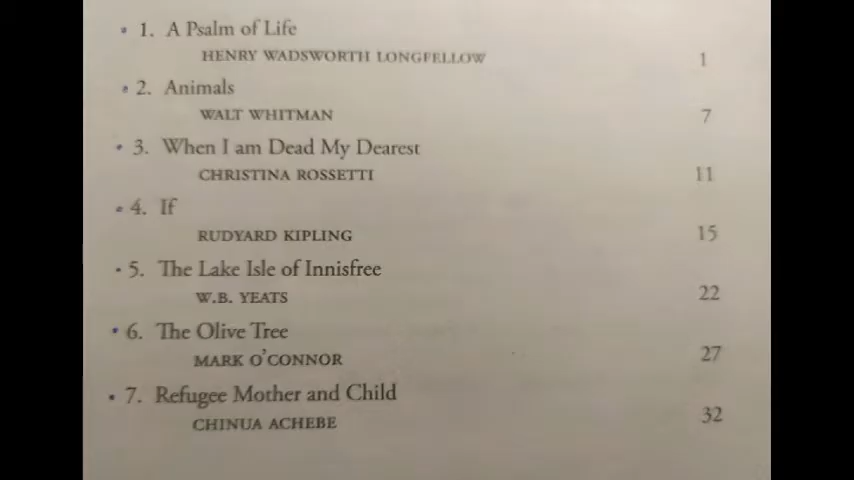 1. A Psalm of Life
HENRY WADSWORTH LONGFELLOW 1
2. Animals
WALT WHITMAN 7
3. When I am Dead My Dearest
CHRISTINA ROSSETTI 11
4. If
RUDYARD KIPLING 15
5. The Lake Isle of Innisfree
W.B. YEATS 22
6. The Olive Tree
MARK O'CONNOR 27
7. Refugee Mother and Child
CHINUA ACHEBE 32